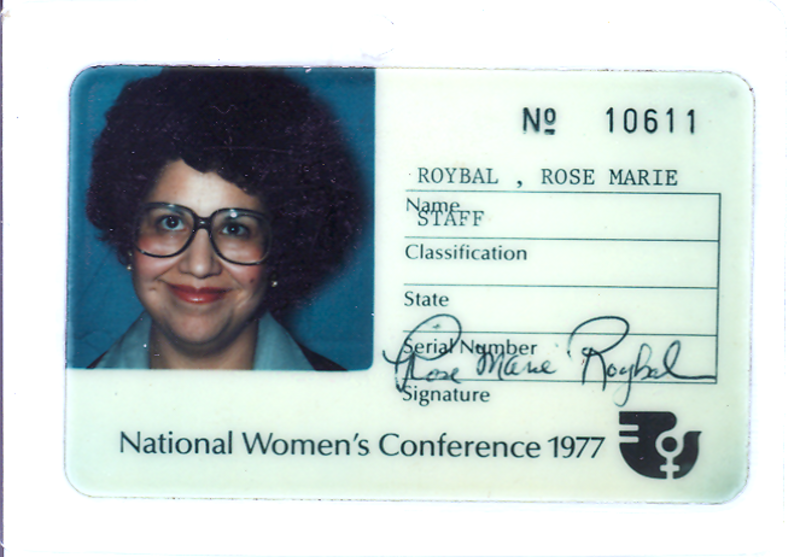 Nº 10611
ROYBAL , ROSE MARIE
Name
STAFF
Classification
State
Serial Number
Rose Marie Roybal
Signature
National Women's Conference 1977